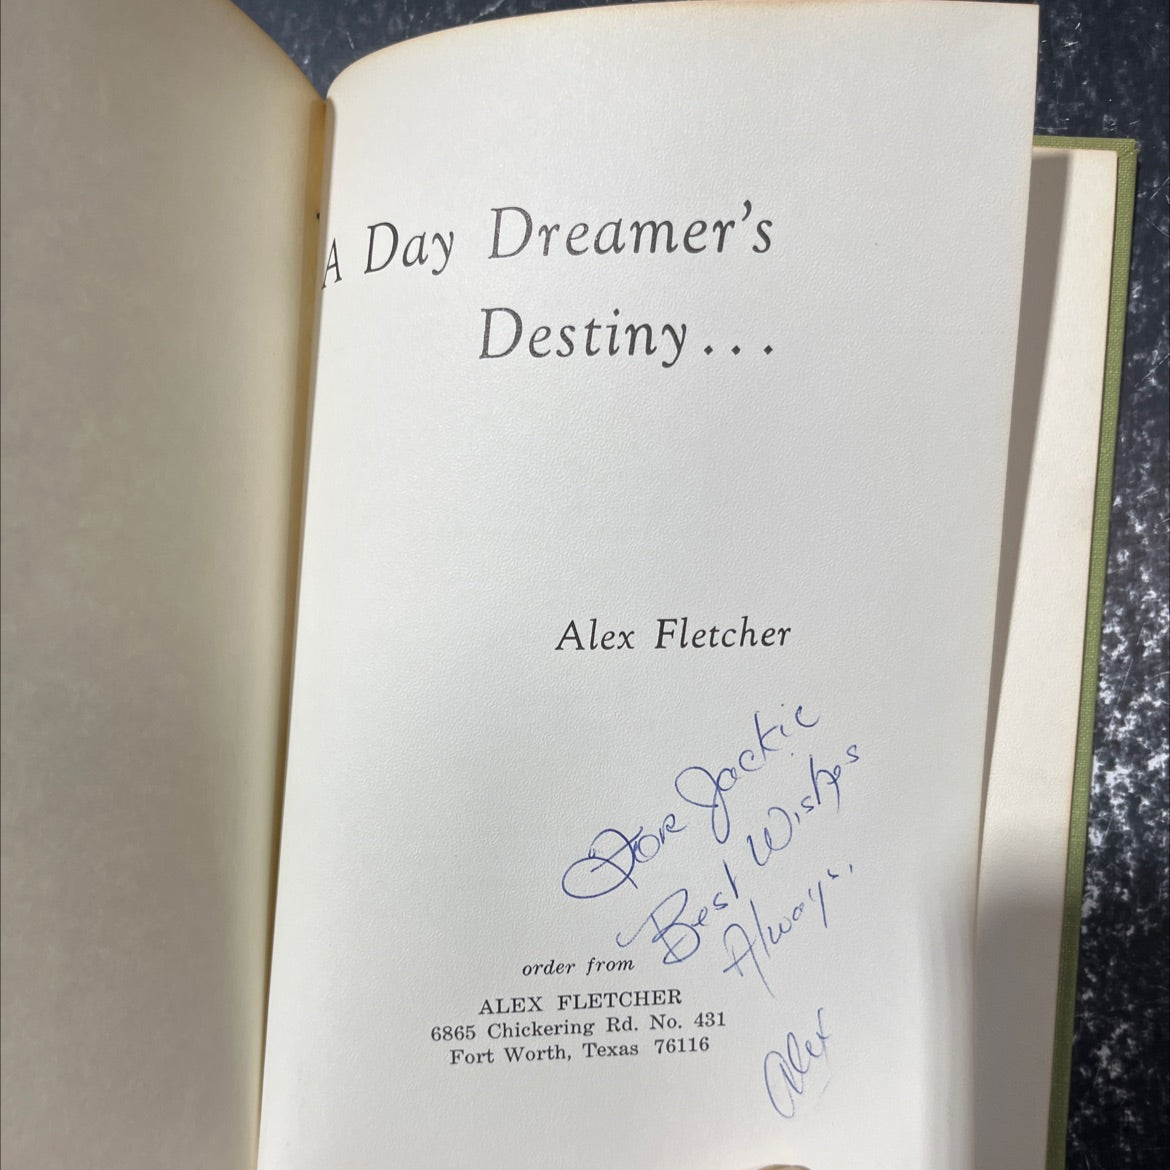 A Day Dreamer's
Destiny...
Alex Fletcher
For Jackie
Best Wishes
Always,
order from
ALEX FLETCHER
6865 Chickering Rd. No. 431
Fort Worth, Texas 76116
Alex